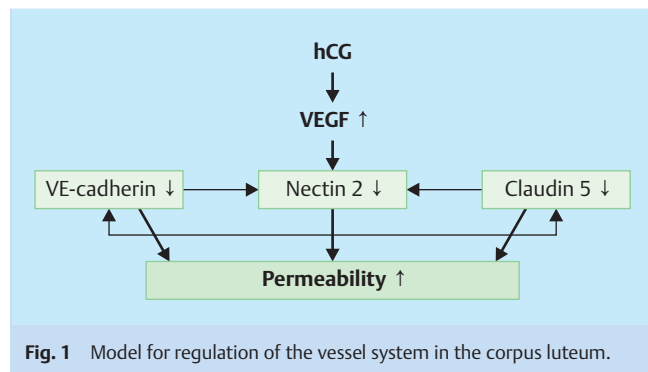 hCG
VEGF ↑
VE-cadherin ↓
Nectin 2 ↓
Claudin 5 ↓
Permeability ↑
Fig. 1 Model for regulation of the vessel system in the corpus luteum.